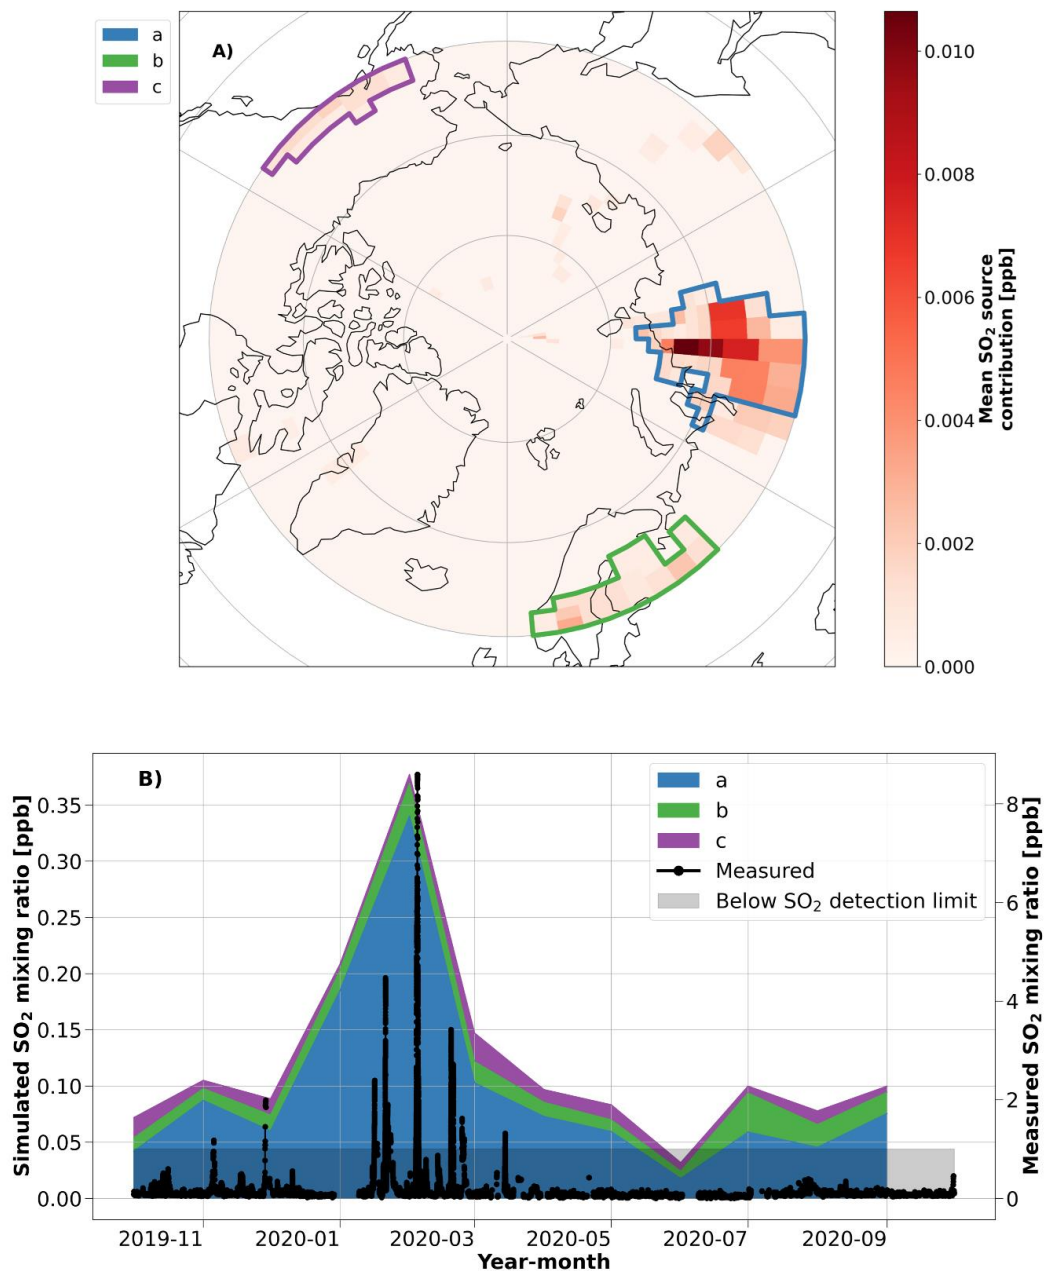 a
b
c
A)
0.010
0.008
0.006
0.004
0.002
0.000
Mean SO₂ source
contribution [ppb]
B)
a
b
c
Measured
Below SO₂ detection limit
0.35
0.30
0.25
0.20
0.15
0.10
0.05
0.00
Simulated SO₂ mixing ratio [ppb]
8
6
4
2
0
Measured SO₂ mixing ratio [ppb]
2019-11
2020-01
2020-03
2020-05
2020-07
2020-09
Year-month